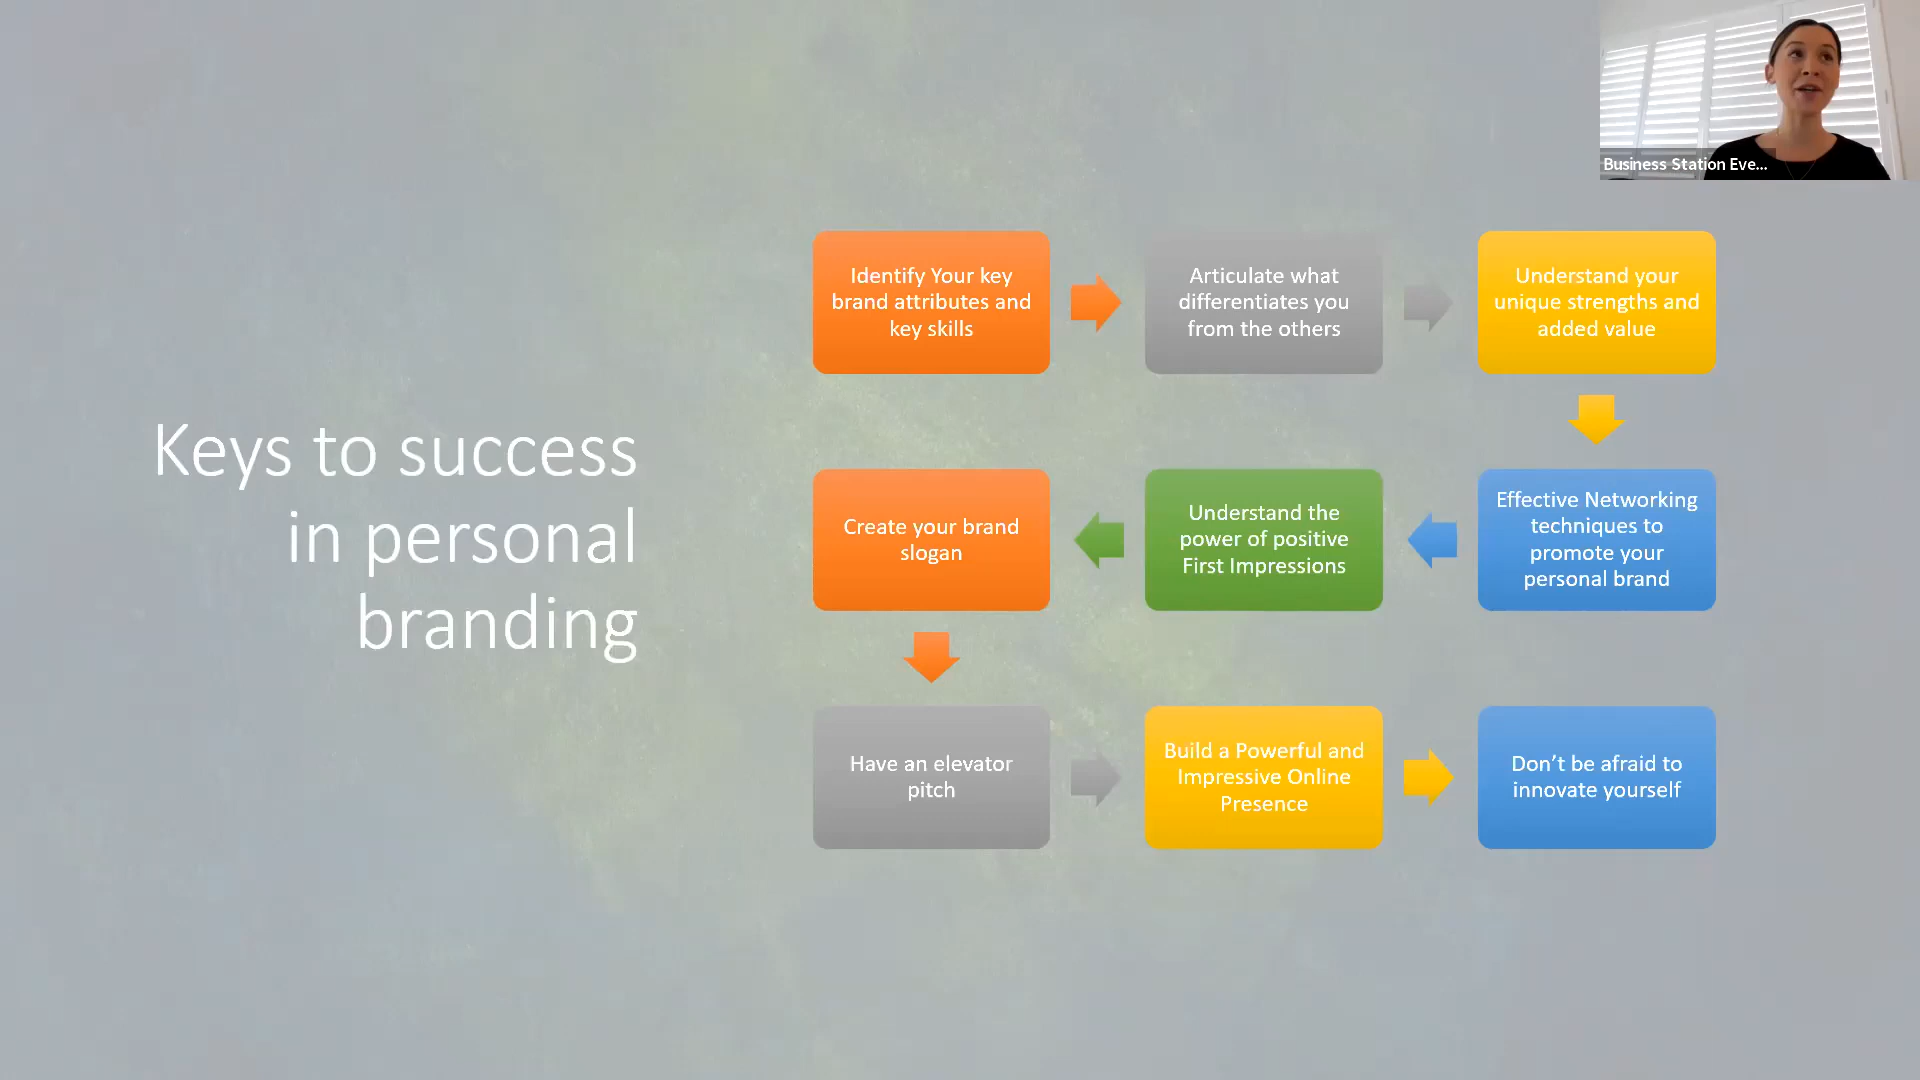 Business Station Eve...
Keys to success
in personal
branding
Identify Your key
brand attributes and
key skills
Articulate what
differentiates you
from the others
Understand your
unique strengths and
added value
Effective Networking
techniques to
promote your
personal brand
Understand the
power of positive
First Impressions
Create your brand
slogan
Have an elevator
pitch
Build a Powerful and
Impressive Online
Presence
Don’t be afraid to
innovate yourself